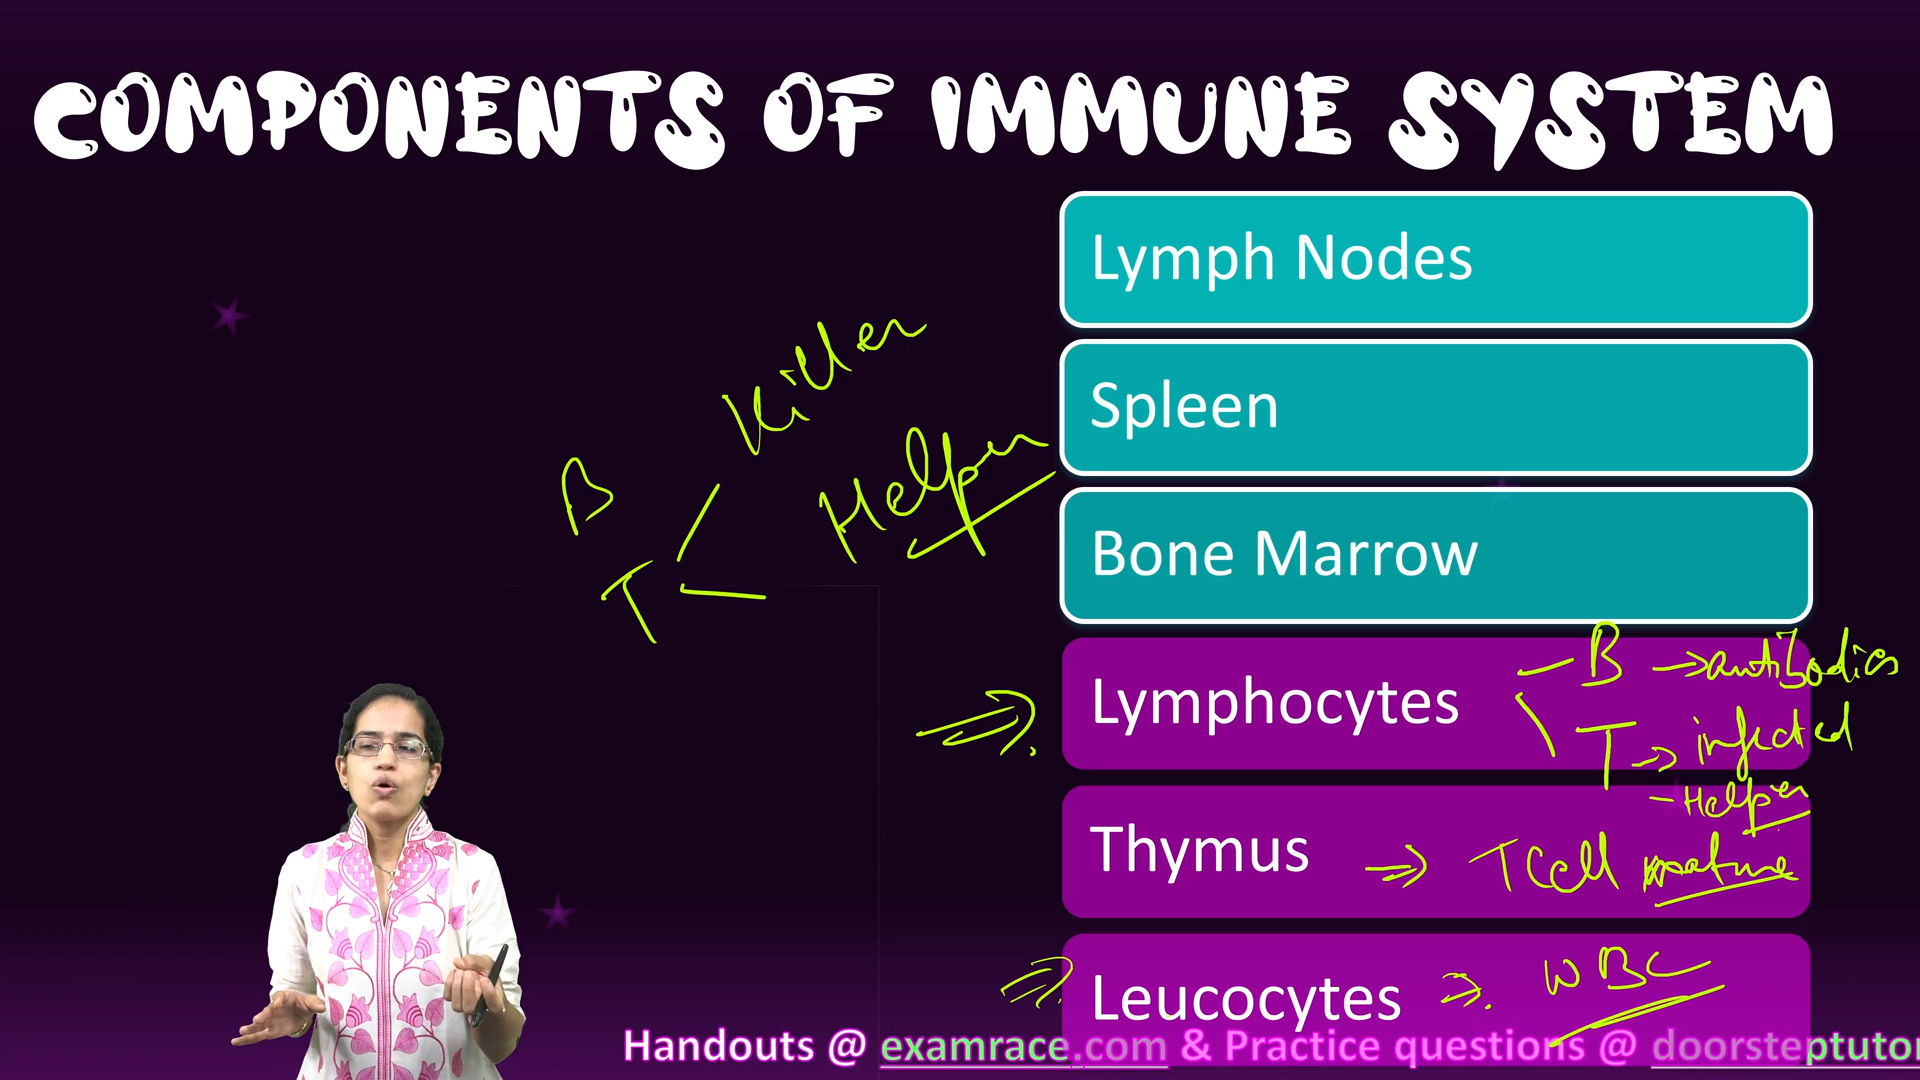 COMPONENTS OF IMMUNE SYSTEM
Lymph Nodes
Spleen
Bone Marrow
Lymphocytes
B → antibodies
T → infected
- Helper
Thymus ⇒ T Cell mature
Leucocytes ⇒ WBC
Killer
Helper
B
T
Handouts @ examrace.com & Practice questions @ doorsteptutor